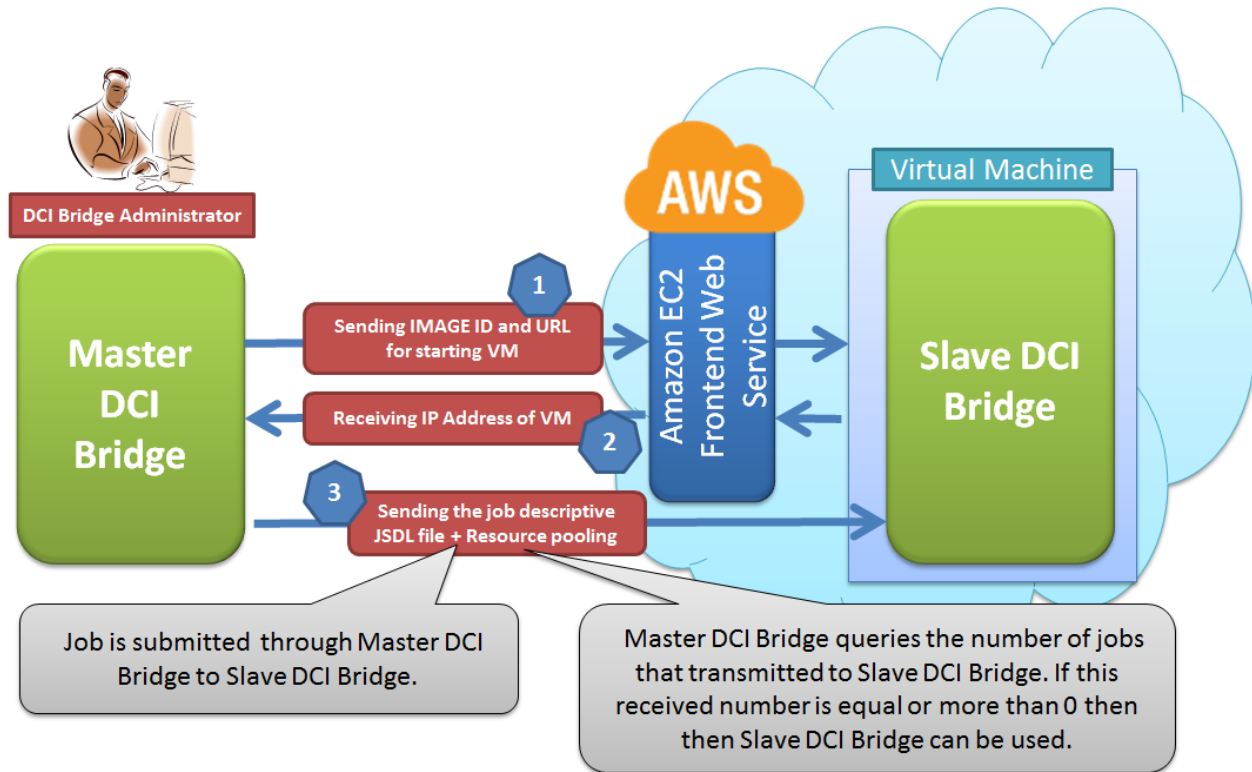 DCI Bridge Administrator
Master
DCI
Bridge
1
Sending IMAGE ID and URL
for starting VM
Receiving IP Address of VM
2
3
Sending the job descriptive
JSDL file + Resource pooling
AWS
Amazon EC2
Frontend Web
Service
Virtual Machine
Slave DCI
Bridge
Job is submitted through Master DCI
Bridge to Slave DCI Bridge.
Master DCI Bridge queries the number of jobs
that transmitted to Slave DCI Bridge. If this
received number is equal or more than 0 then
then Slave DCI Bridge can be used.